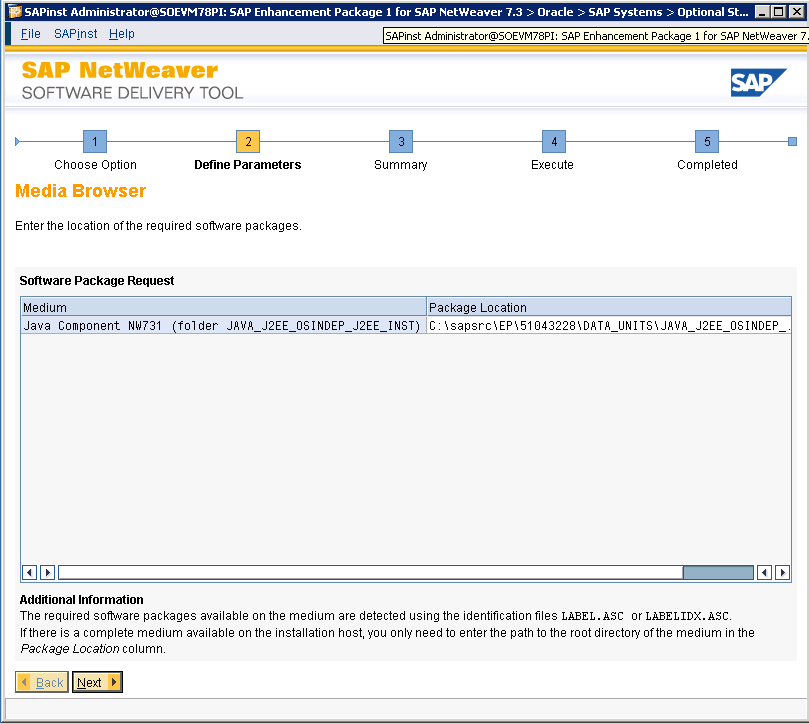 SAPinst Administrator@SOEVM78PI: SAP Enhancement Package 1 for SAP NetWeaver 7.3 > Oracle > SAP Systems > Optional St...
File SAPinst Help
SAPinst Administrator@SOEVM78PI: SAP Enhancement Package 1 for SAP NetWeaver 7.
SAP NetWeaver
SOFTWARE DELIVERY TOOL
SAP
1 2 3 4 5
Choose Option Define Parameters Summary Execute Completed
Media Browser
Enter the location of the required software packages.
Software Package Request
Medium Package Location
Java Component NW731 (folder JAVA_J2EE_OSINDEP_J2EE_INST) C:\sapsrc\EP\51043228\DATA_UNITS\JAVA_J2EE_OSINDEP_.
Additional Information
The required software packages available on the medium are detected using the identification files LABEL.ASC or LABELIDX.ASC.
If there is a complete medium available on the installation host, you only need to enter the path to the root directory of the medium in the
Package Location column.
Back Next